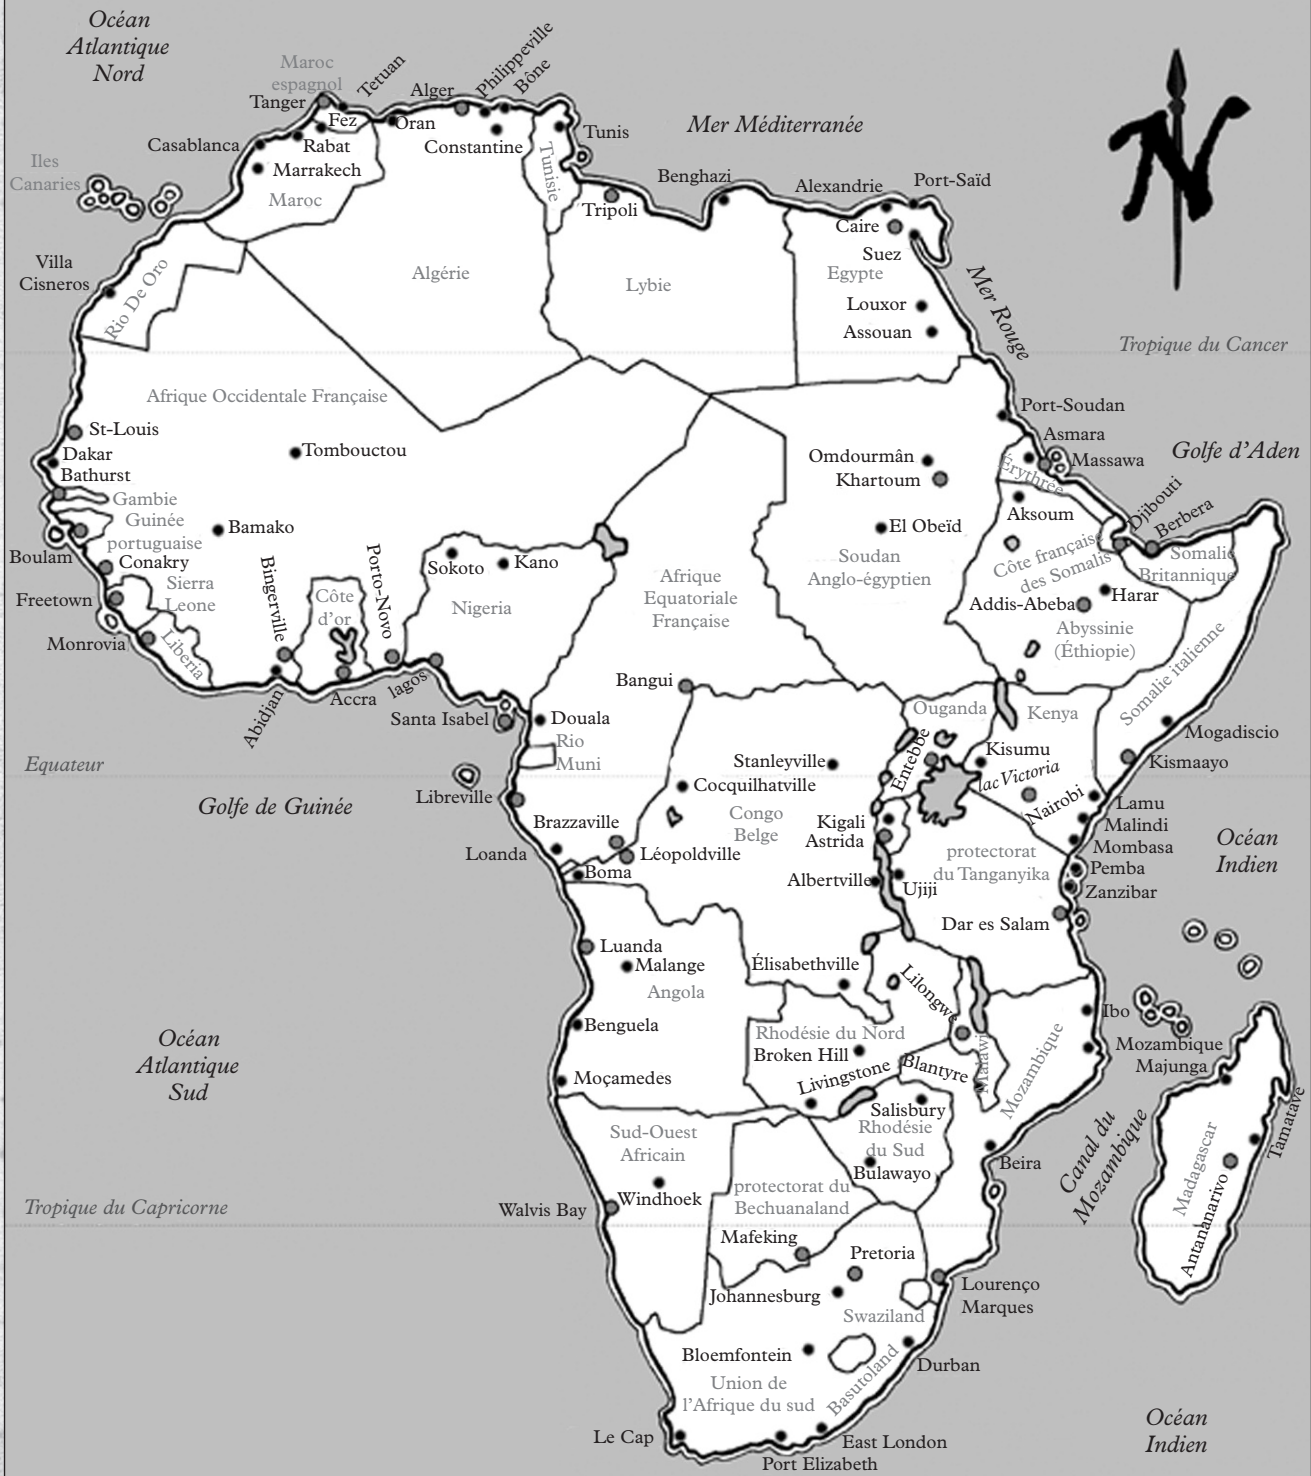 Océan
Atlantique
Nord
Maroc
espagnol
Tanger
Tetuan
Alger
Philippeville
Bône
Fez
Oran
Casablanca
Rabat
Constantine
Tunis
Mer Méditerranée
Marrakech
Iles
Canaries
Maroc
Tunisie
Tripoli
Benghazi
Alexandrie
Port-Saïd
Caire
Suez
Villa
Cisneros
Rio De Oro
Algérie
Lybie
Egypte
Louxor
Assouan
Mer Rouge
Tropique du Cancer
Afrique Occidentale Française
St-Louis
Dakar
Bathurst
Tombouctou
Port-Soudan
Asmara
Massawa
Golfe d'Aden
Omdourmân
Khartoum
Érythrée
Gambie
Guinée
portuguaise
Bamako
Aksoum
Djibouti
Berbera
El Obeïd
Boulam
Conakry
Sierra
Leone
Bingerville
Porto-Novo
Sokoto
Kano
Soudan
Anglo-égyptien
Côte française
des Somalis
Somalie
Britannique
Freetown
Côte
d'or
Nigeria
Afrique
Equatoriale
Française
Addis-Abeba
Harar
Monrovia
Liberia
Abyssinie
(Éthiopie)
Somalie italienne
Abidjan
Accra
lagos
Bangui
Santa Isabel
Douala
Ouganda
Kenya
Mogadiscio
Rio
Muni
Entebbe
Kisumu
Kismaayo
Equateur
Stanleyville
lac Victoria
Golfe de Guinée
Libreville
Cocquilhatville
Nairobi
Lamu
Malindi
Mombasa
Congo
Belge
Kigali
Astrida
Brazzaville
Loanda
Léopoldville
Boma
protectorat
du Tanganyika
Océan
Indien
Pemba
Zanzibar
Albertville
Ujiji
Dar es Salam
Luanda
Malange
Angola
Élisabethville
Lilongwe
Benguela
Rhodésie du Nord
Broken Hill
Malawi
Mozambique
Ibo
Mozambique
Majunga
Océan
Atlantique
Sud
Moçamedes
Livingstone
Blantyre
Salisbury
Rhodésie
du Sud
Bulawayo
Sud-Ouest
Africain
Windhoek
Beira
Canal du
Mozambique
Madagascar
Antananarivo
Tamatave
Tropique du Capricorne
Walvis Bay
protectorat du
Bechuanaland
Mafeking
Pretoria
Johannesburg
Swaziland
Lourenço
Marques
Bloemfontein
Basutoland
Durban
Union de
l'Afrique du sud
Le Cap
East London
Port Elizabeth
Océan
Indien
N